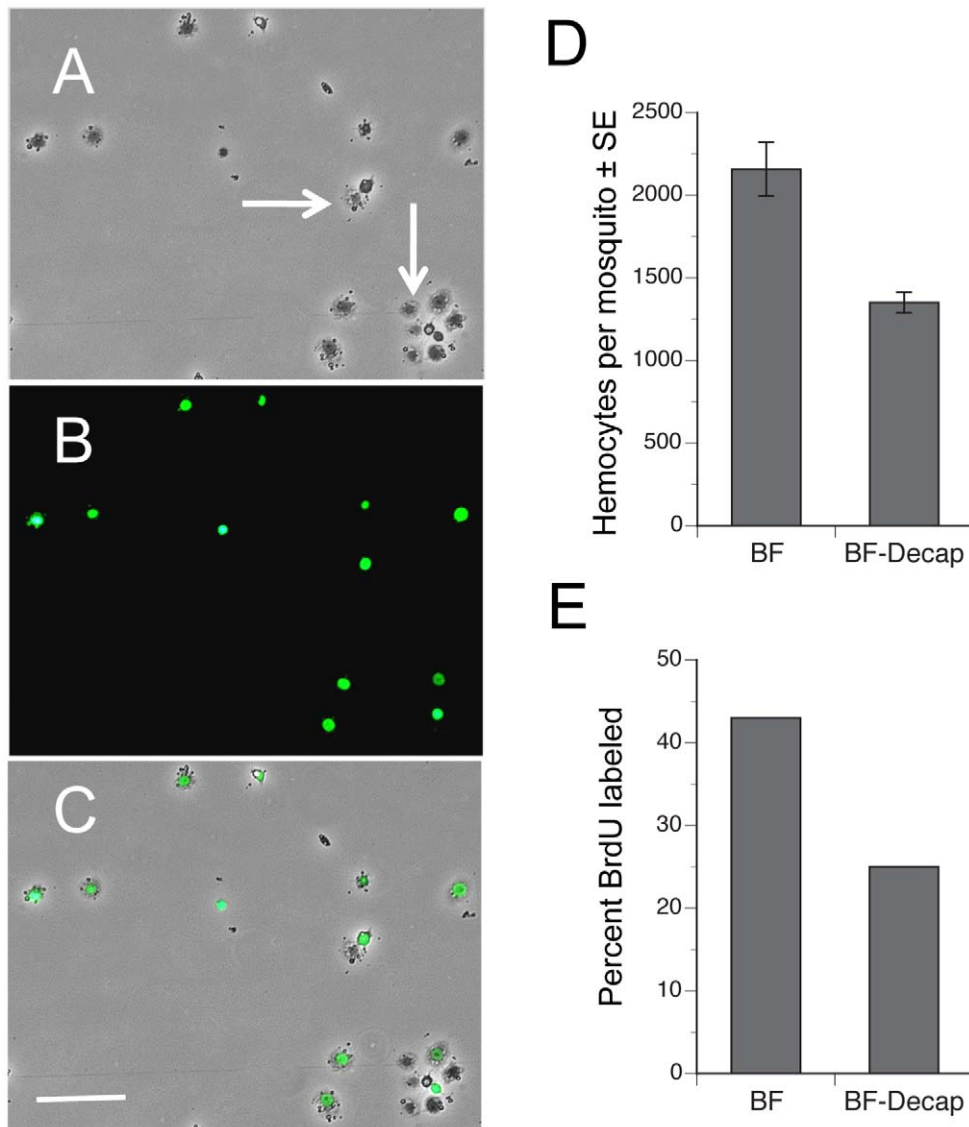 A
B
C
D
Hemocytes per mosquito ± SE
2500
2000
1500
1000
500
0
BF BF-Decap
E
Percent BrdU labeled
50
40
30
20
10
0
BF BF-Decap